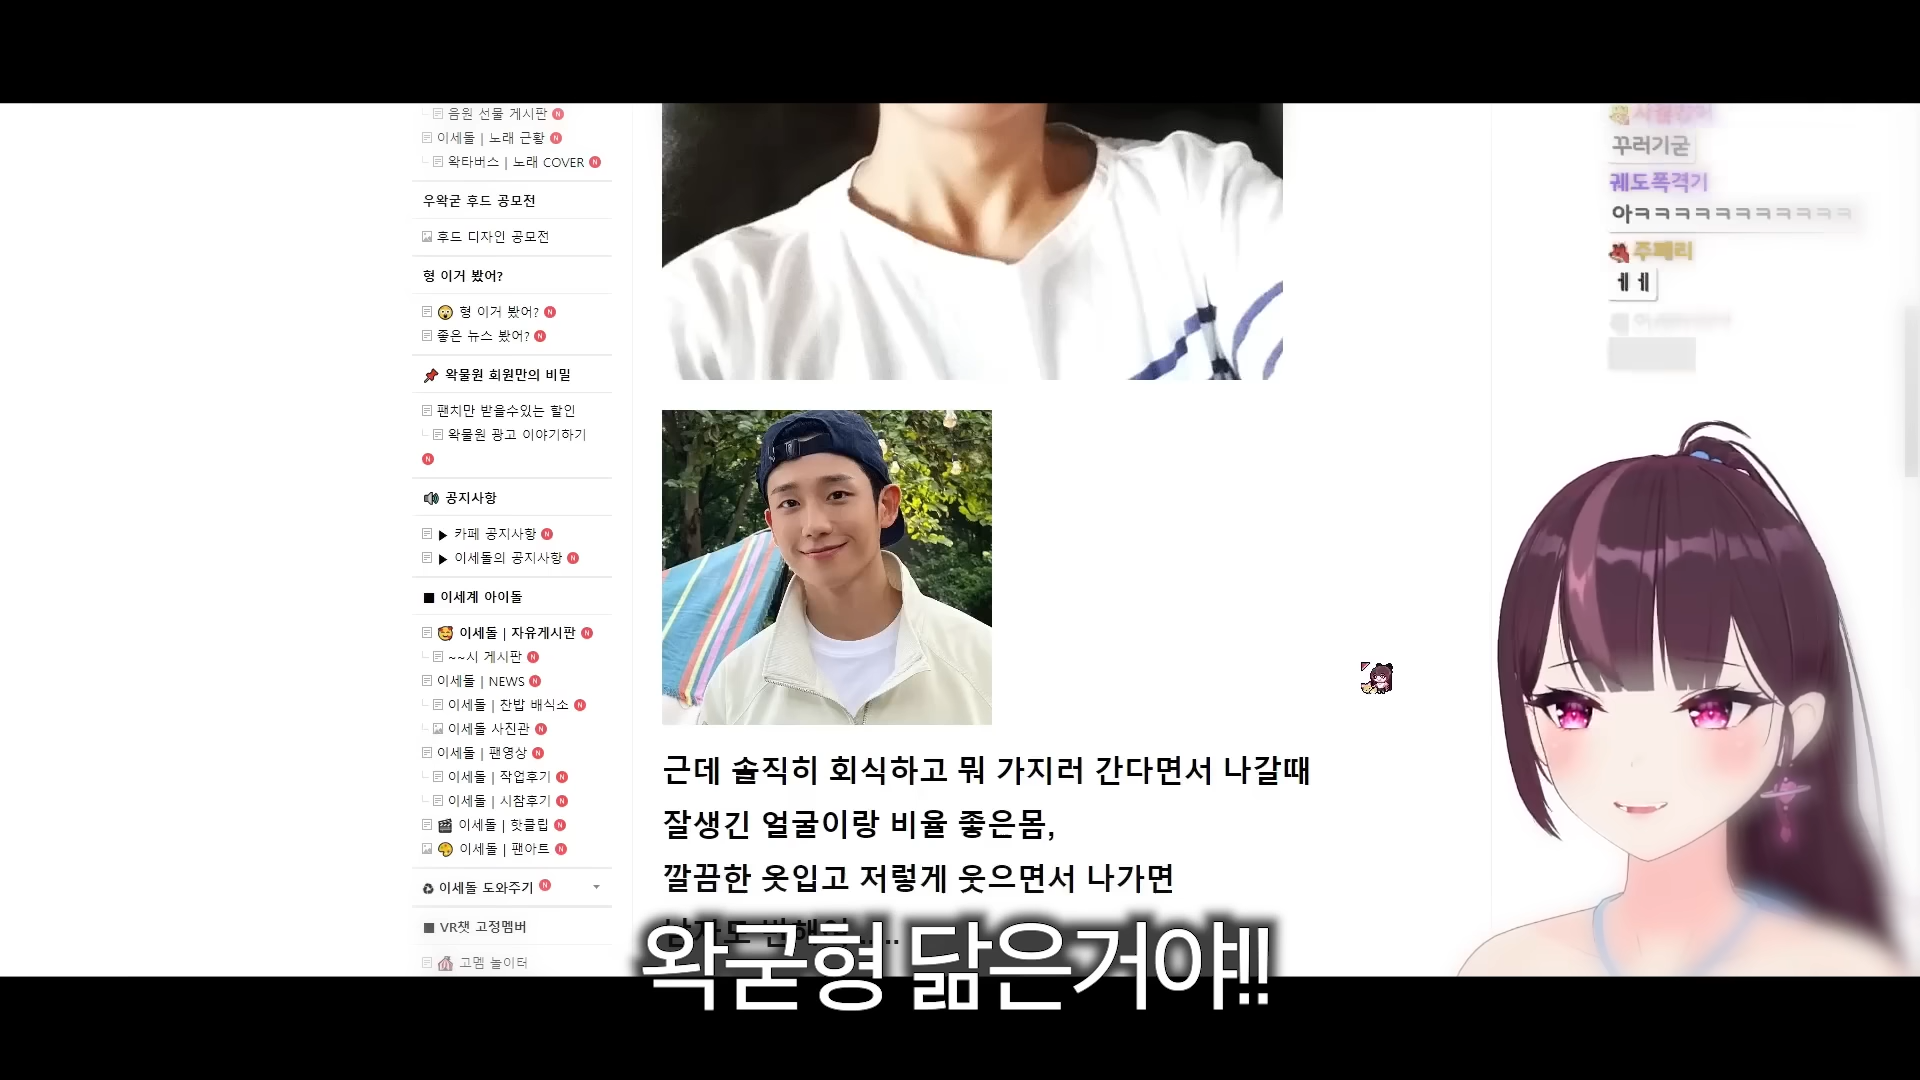 음원 선물 게시판
이세돌 | 노래 근황
왁타버스 | 노래 COVER
우왁굳 후드 공모전
후드 디자인 공모전
형 이거 봤어?
형 이거 봤어?
좋은 뉴스 봤어?
왁물원 회원만의 비밀
팬치만 받을수있는 할인
왁물원 광고 이야기하기
공지사항
▶ 카페 공지사항
▶ 이세돌의 공지사항
■ 이세계 아이돌
이세돌 | 자유게시판
~~시 게시판
이세돌 | NEWS
이세돌 | 찬밥 배식소
이세돌 사진관
이세돌 | 팬영상
이세돌 | 작업후기
이세돌 | 시참후기
이세돌 | 핫클립
이세돌 | 팬아트
이세돌 도와주기
■ VR챗 고정멤버
고멤 놀이터
근데 솔직히 회식하고 뭐 가지러 간다면서 나갈때
잘생긴 얼굴이랑 비율 좋은몸,
깔끔한 옷입고 저렇게 웃으면서 나가면
왁굳형 닮은거야!!
꾸러기굳
궤도폭격기
아ㅋㅋㅋㅋㅋㅋㅋㅋㅋㅋㅋ
주페리
ㅔㅔ